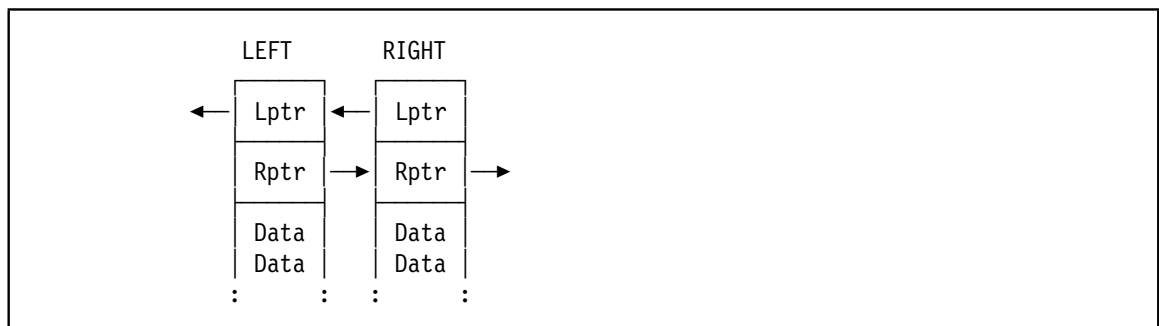 LEFT RIGHT
Lptr Lptr
Rptr Rptr
Data Data
Data Data
: : : :